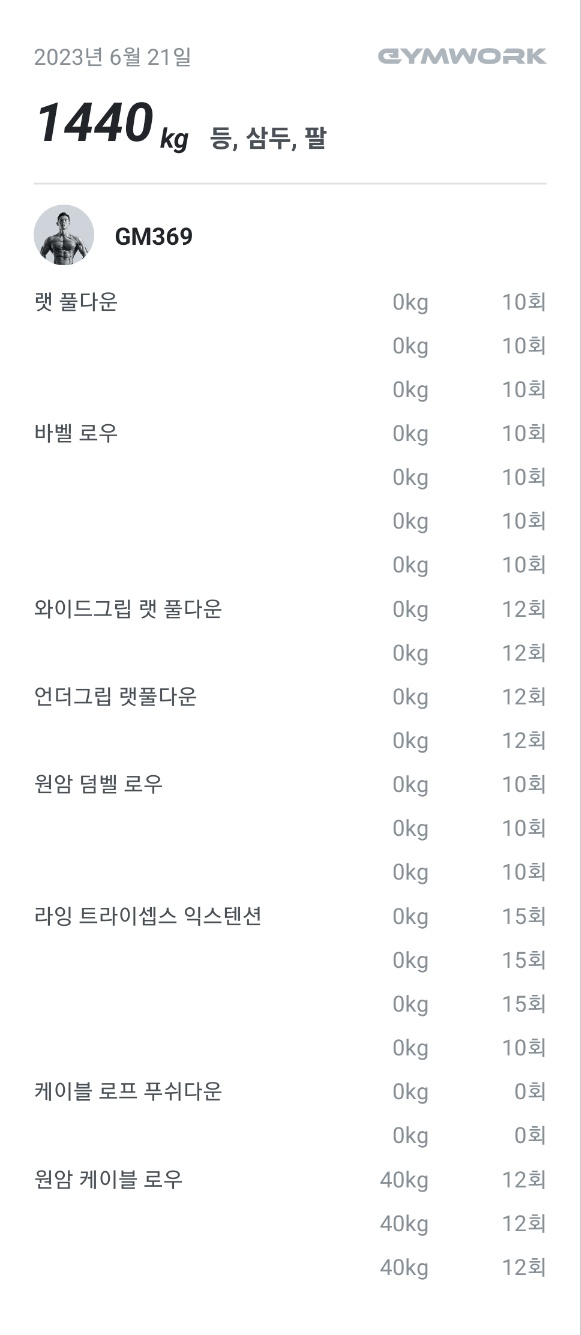 2023년 6월 21일 GYMWORK
1440 kg 등, 삼두, 팔
GM369
랫 풀다운 0kg 10회
0kg 10회
0kg 10회
바벨 로우 0kg 10회
0kg 10회
0kg 10회
0kg 10회
와이드그립 랫 풀다운 0kg 12회
0kg 12회
언더그립 랫풀다운 0kg 12회
0kg 12회
원암 덤벨 로우 0kg 10회
0kg 10회
0kg 10회
라잉 트라이셉스 익스텐션 0kg 15회
0kg 15회
0kg 15회
0kg 10회
케이블 로프 푸쉬다운 0kg 0회
0kg 0회
원암 케이블 로우 40kg 12회
40kg 12회
40kg 12회